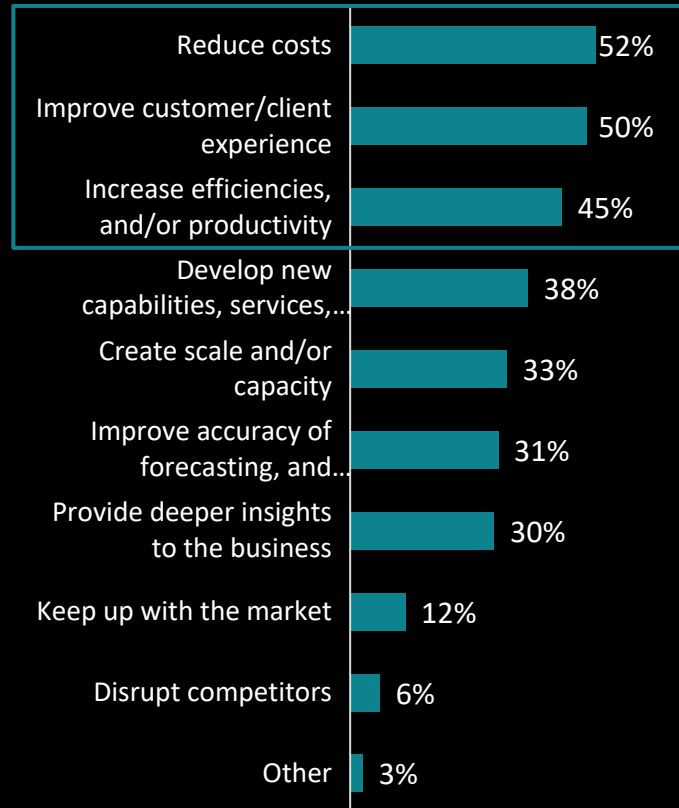 Reduce costs 52%
Improve customer/client
experience 50%
Increase efficiencies,
and/or productivity 45%
Develop new
capabilities, services,... 38%
Create scale and/or
capacity 33%
Improve accuracy of
forecasting, and... 31%
Provide deeper insights
to the business 30%
Keep up with the market 12%
Disrupt competitors 6%
Other 3%